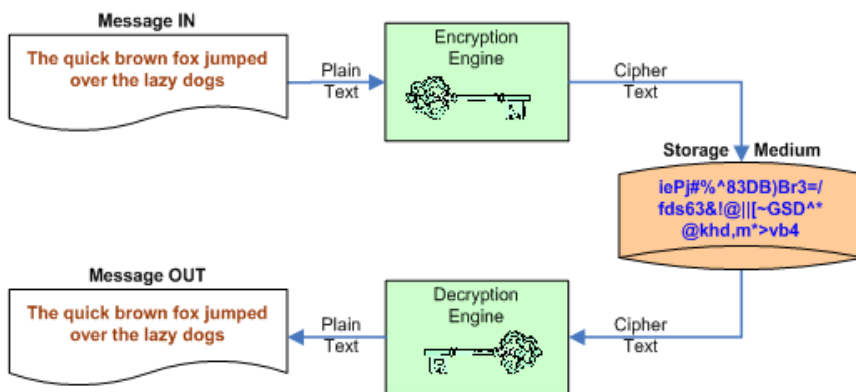 Message IN
The quick brown fox jumped
over the lazy dogs
Plain
Text
Encryption
Engine
Cipher
Text
Storage Medium
iePj#%^83DB)Br3=/
fds63&!@||[~GSD^*
@khd,m*>vb4
Message OUT
The quick brown fox jumped
over the lazy dogs
Plain
Text
Decryption
Engine
Cipher
Text